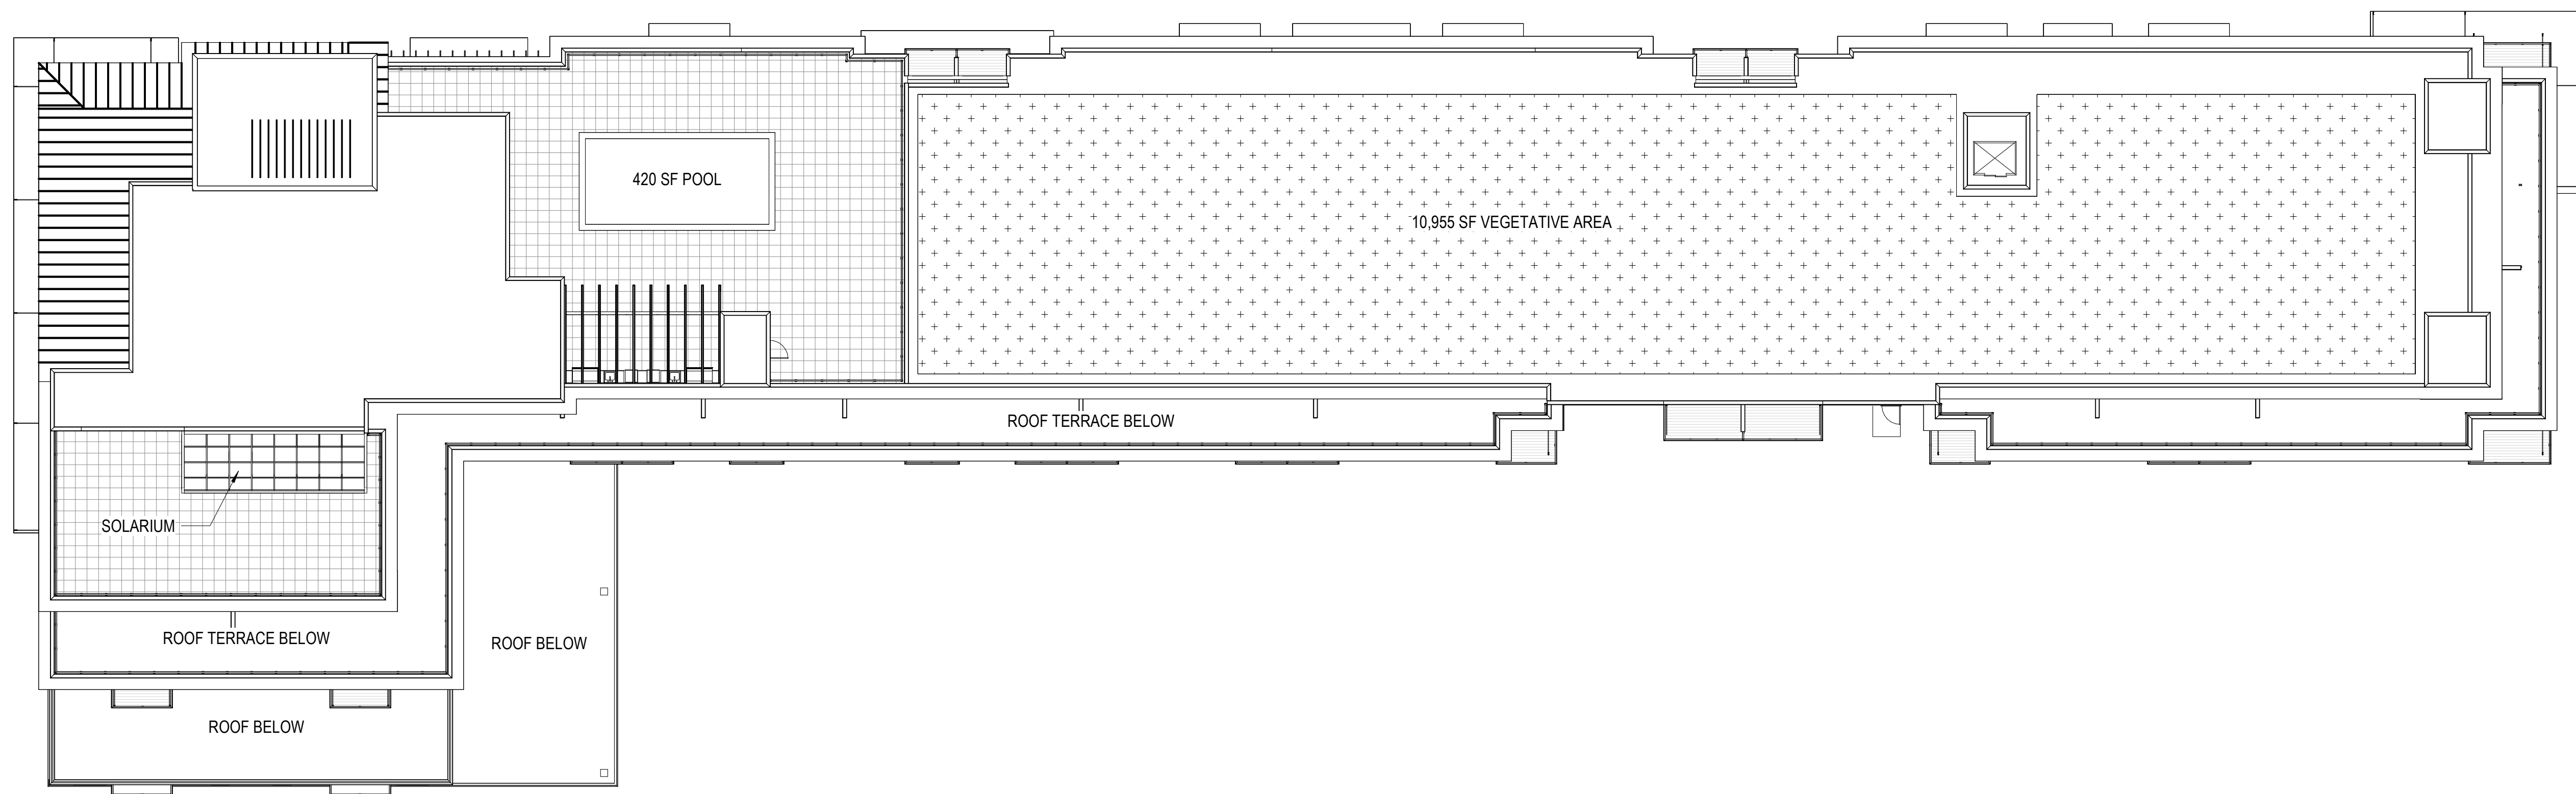 420 SF POOL
10,955 SF VEGETATIVE AREA
ROOF TERRACE BELOW
SOLARIUM
ROOF TERRACE BELOW
ROOF BELOW
ROOF BELOW